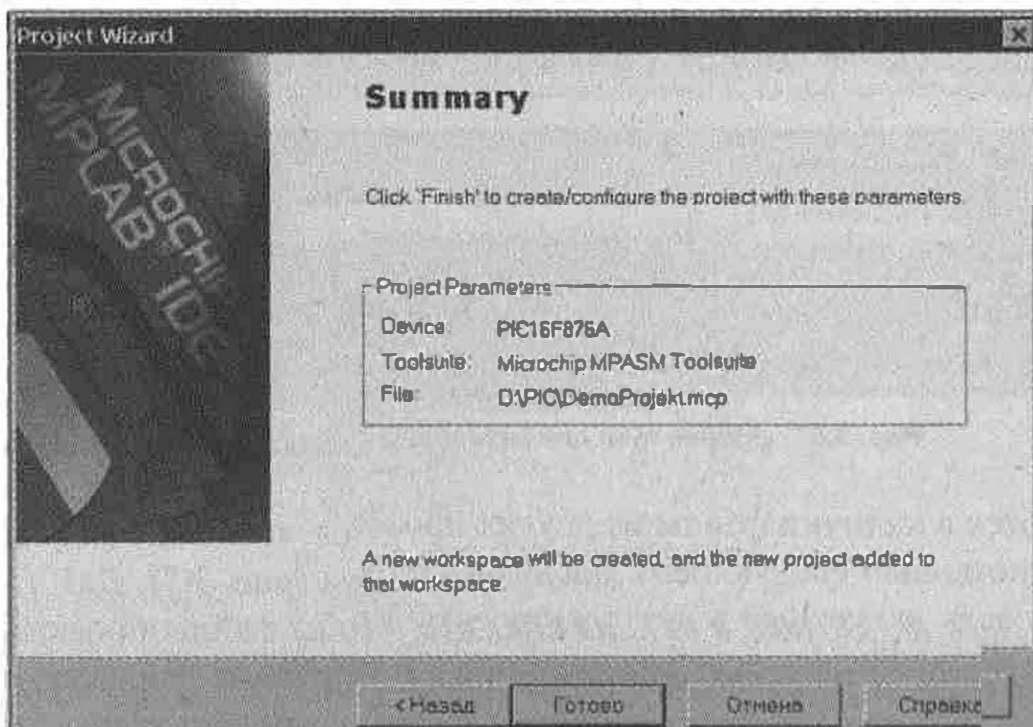 Project Wizard
MICROCHIP
MPLAB IDE
Summary
Click 'Finish' to create/configure the project with these parameters.
Project Parameters
Device: PIC16F876A
Toolsuite: Microchip MPASM Toolsuite
File: D:\PIC\DemoProjekt.mcp
A new workspace will be created, and the new project added to
that workspace.
<Назад Готово Отмена Справка